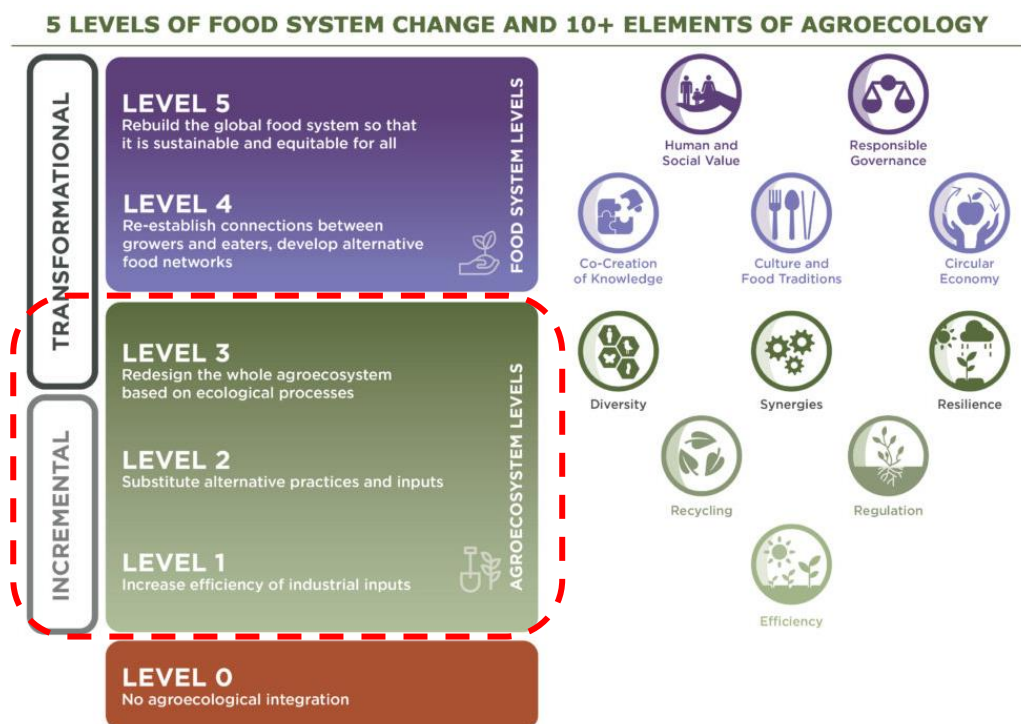 5 LEVELS OF FOOD SYSTEM CHANGE AND 10+ ELEMENTS OF AGROECOLOGY
TRANSFORMATIONAL
INCREMENTAL
LEVEL 5
Rebuild the global food system so that
it is sustainable and equitable for all
LEVEL 4
Re-establish connections between
growers and eaters, develop alternative
food networks
FOOD SYSTEM LEVELS
LEVEL 3
Redesign the whole agroecosystem
based on ecological processes
LEVEL 2
Substitute alternative practices and inputs
LEVEL 1
Increase efficiency of industrial inputs
AGROECOSYSTEM LEVELS
LEVEL 0
No agroecological integration
Human and
Social Value
Responsible
Governance
Co-Creation
of Knowledge
Culture and
Food Traditions
Circular
Economy
Diversity
Synergies
Resilience
Recycling
Regulation
Efficiency